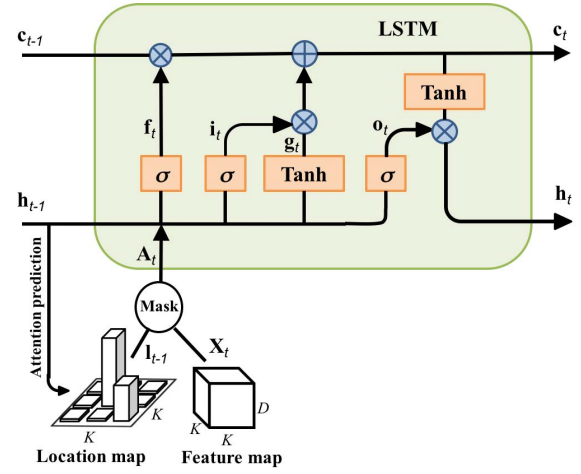 LSTM
c_{t-1}
c_t
Tanh
f_t
i_t
o_t
g_t
σ
σ
Tanh
σ
h_{t-1}
h_t
A_t
Attention prediction
Mask
l_{t-1}
X_t
K
K
D
K
K
Location map
Feature map